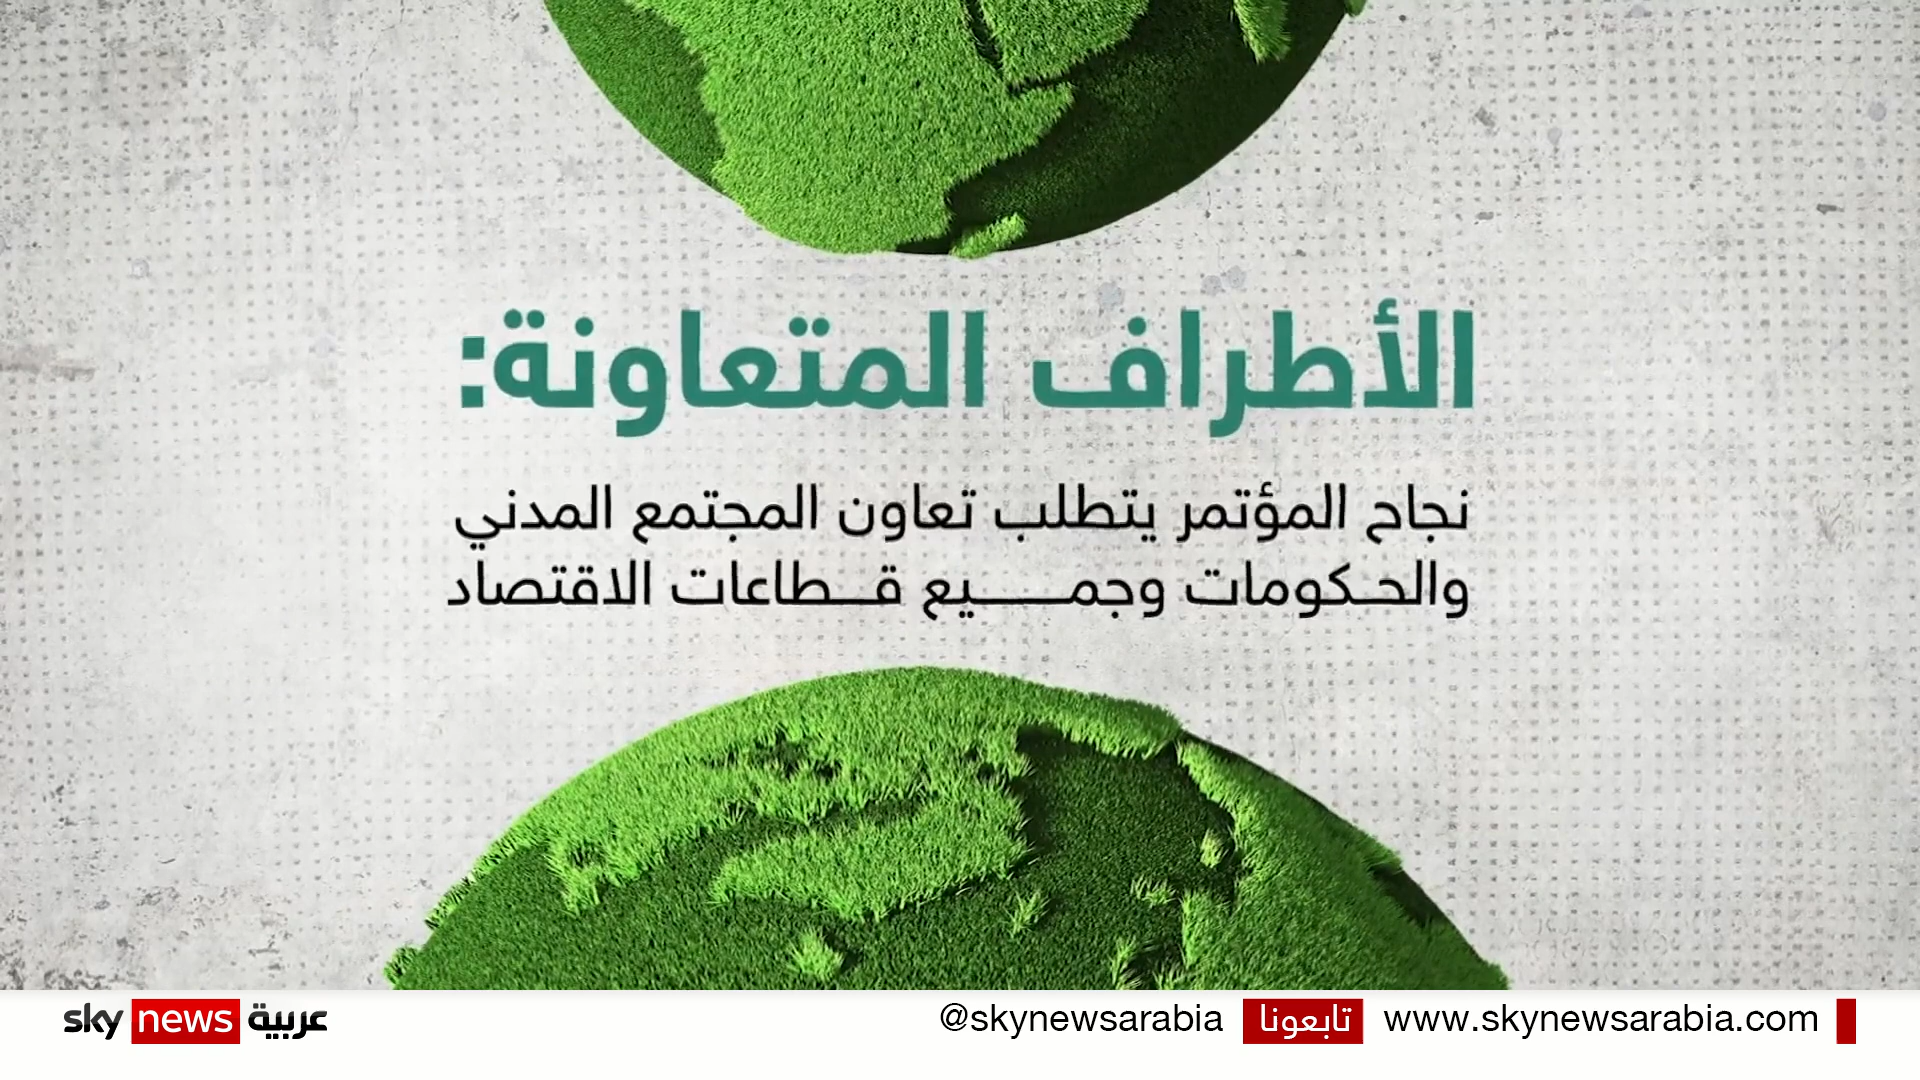 الأطراف المتعاونة:
نجاح المؤتمر يتطلب تعاون المجتمع المدني
والحكومات وجميع قطاعات الاقتصاد
sky news عربية
@skynewsarabia تابعونا www.skynewsarabia.com